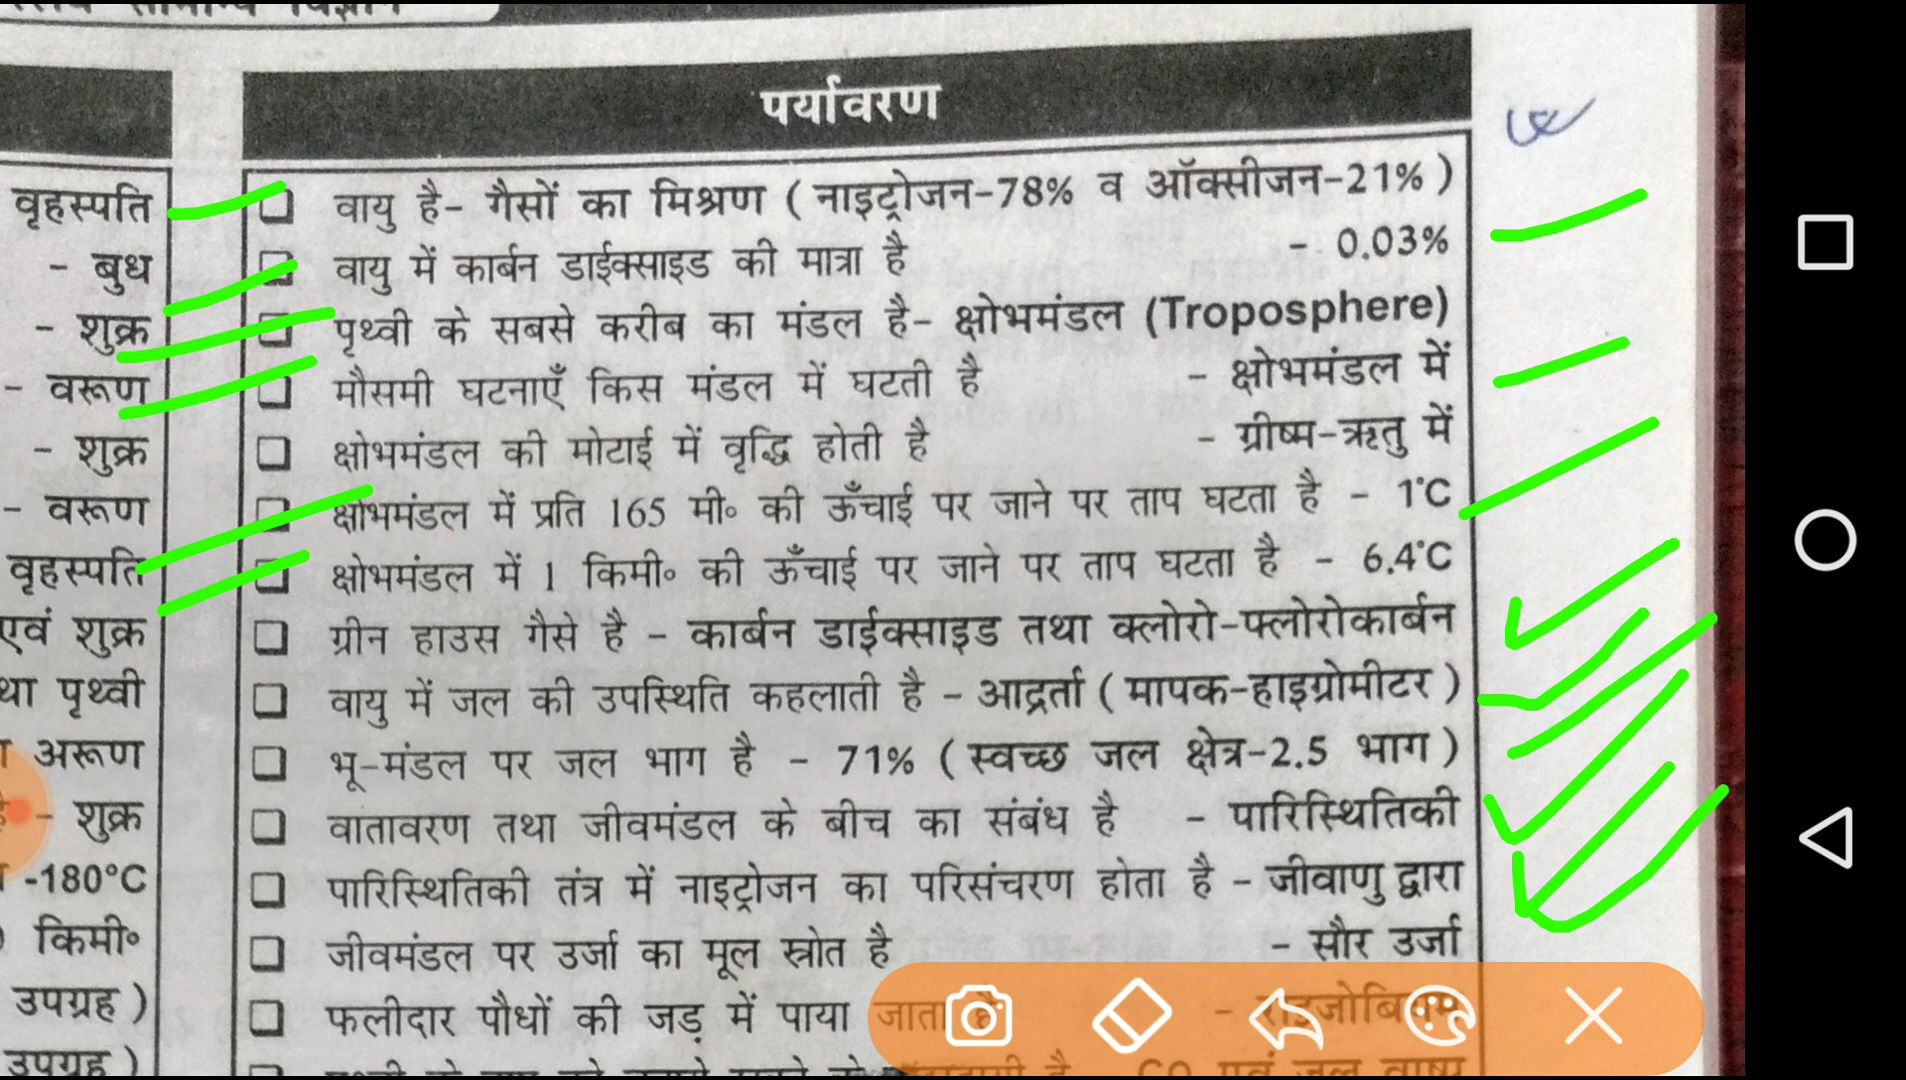 सामान्य विज्ञान
पर्यावरण
वृहस्पति
- बुध
- शुक्र
- वरूण
- शुक्र
- वरूण
वृहस्पति
एवं शुक्र
था पृथ्वी
अरूण
- शुक्र
-180°C
किमी॰
उपग्रह )
उपग्रह )
वायु है- गैसों का मिश्रण ( नाइट्रोजन-78% व ऑक्सीजन-21% )
वायु में कार्बन डाईक्साइड की मात्रा है - 0.03%
पृथ्वी के सबसे करीब का मंडल है- क्षोभमंडल (Troposphere)
मौसमी घटनाएँ किस मंडल में घटती है - क्षोभमंडल में
क्षोभमंडल की मोटाई में वृद्धि होती है - ग्रीष्म-ऋतु में
क्षोभमंडल में प्रति 165 मी॰ की ऊँचाई पर जाने पर ताप घटता है - 1°C
क्षोभमंडल में 1 किमी॰ की ऊँचाई पर जाने पर ताप घटता है - 6.4°C
ग्रीन हाउस गैसे है - कार्बन डाईक्साइड तथा क्लोरो-फ्लोरोकार्बन
वायु में जल की उपस्थिति कहलाती है - आद्रर्ता ( मापक-हाइग्रोमीटर )
भू-मंडल पर जल भाग है - 71% ( स्वच्छ जल क्षेत्र-2.5 भाग )
वातावरण तथा जीवमंडल के बीच का संबंध है - पारिस्थितिकी
पारिस्थितिकी तंत्र में नाइट्रोजन का परिसंचरण होता है - जीवाणु द्वारा
जीवमंडल पर उर्जा का मूल स्रोत है - सौर उर्जा
फलीदार पौधों की जड़ में पाया जाता है - राइजोबियम